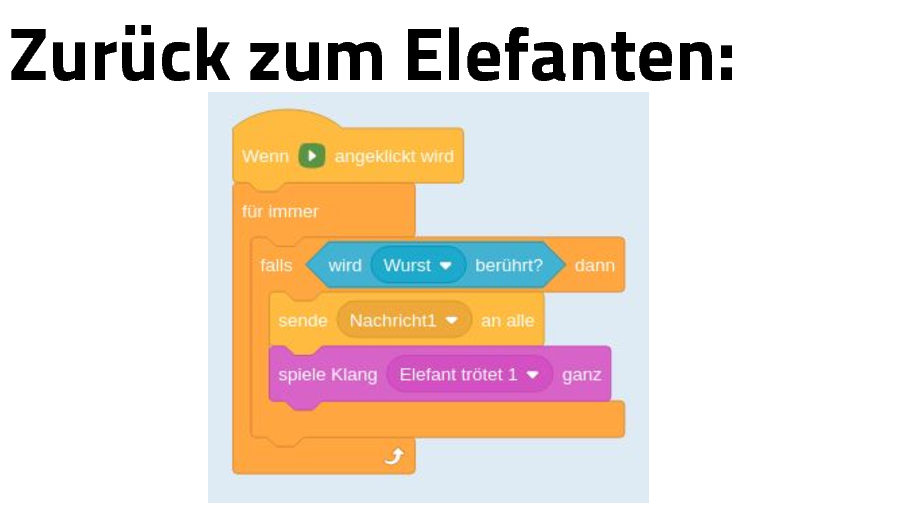 Zurück zum Elefanten:
Wenn angeklickt wird
für immer
falls wird Wurst berührt? dann
sende Nachricht1 an alle
spiele Klang Elefant trötet 1 ganz